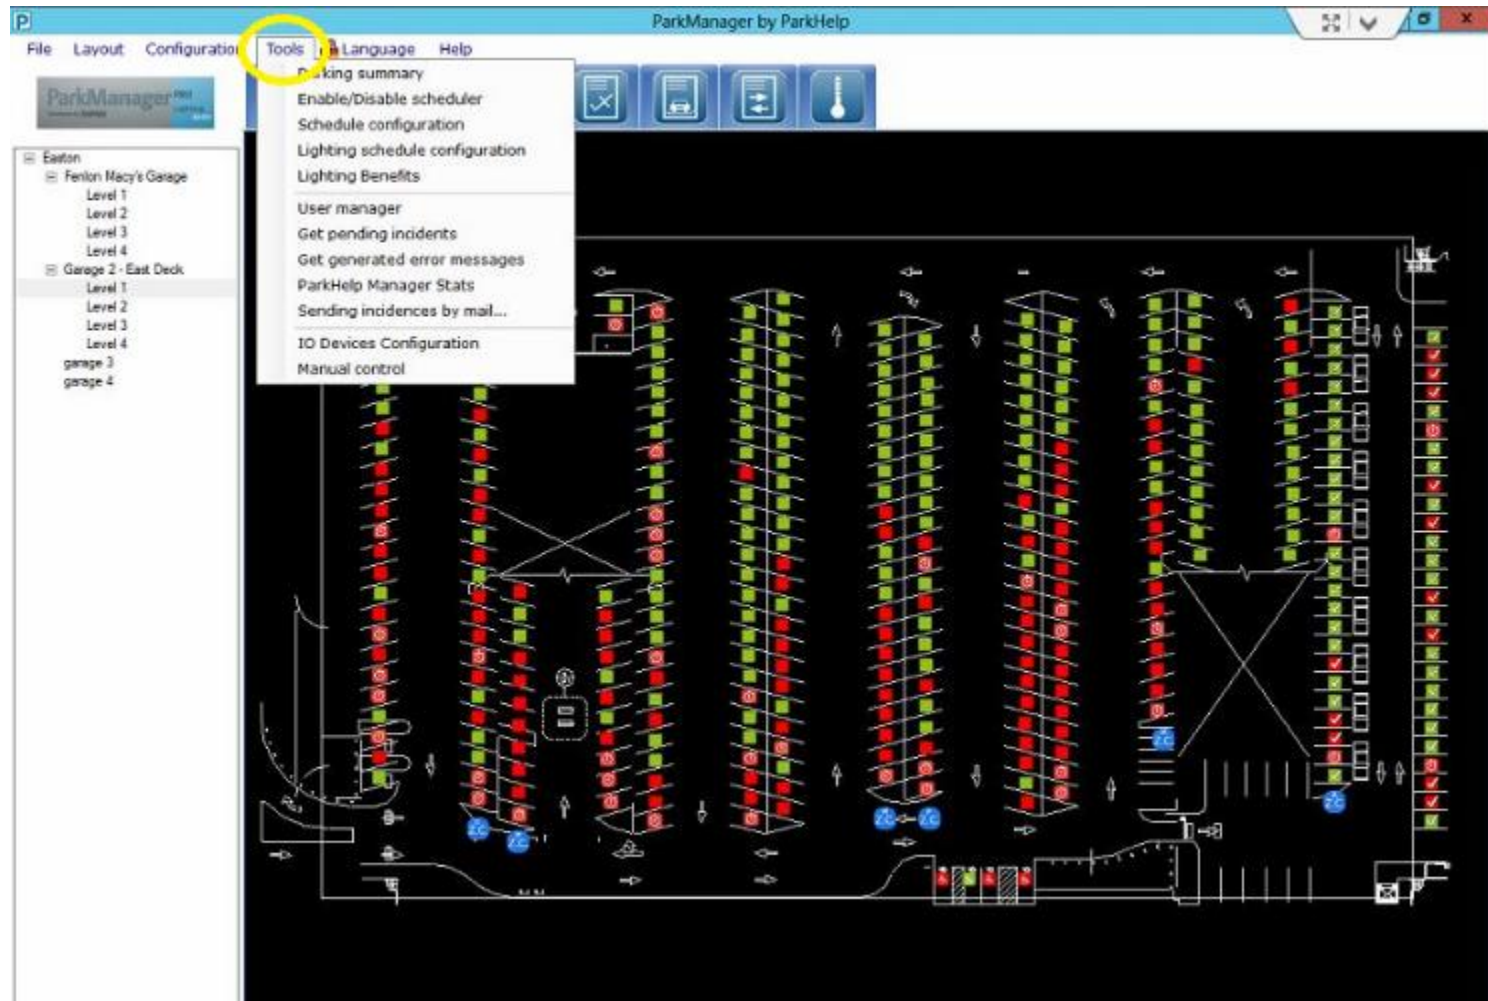 ParkManager by ParkHelp
File Layout Configuration Tools Language Help
ParkManager
Parking summary
Enable/Disable scheduler
Schedule configuration
Lighting schedule configuration
Lighting Benefits
User manager
Get pending incidents
Get generated error messages
ParkHelp Manager Stats
Sending incidences by mail...
IO Devices Configuration
Manual control
Easton
Fenlon Macy's Garage
Level 1
Level 2
Level 3
Level 4
Garage 2 - East Deck
Level 1
Level 2
Level 3
Level 4
garage 3
garage 4
Z.C.
Z.C.
Z.C.
Z.C.
Z.C.
Z.C.